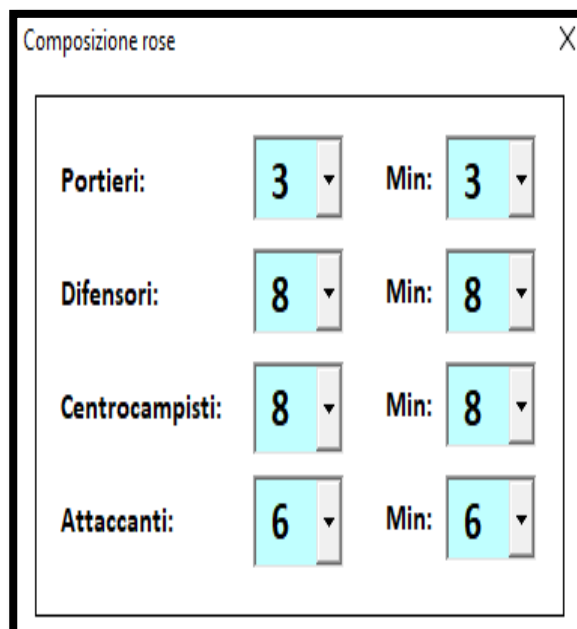 Composizione rose X
Portieri: 3 Min: 3
Difensori: 8 Min: 8
Centrocampisti: 8 Min: 8
Attaccanti: 6 Min: 6